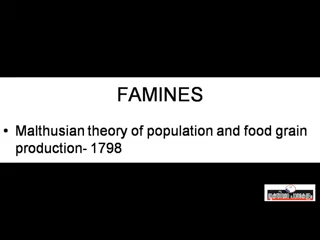 FAMINES
• Malthusian theory of population and food grain
production- 1798